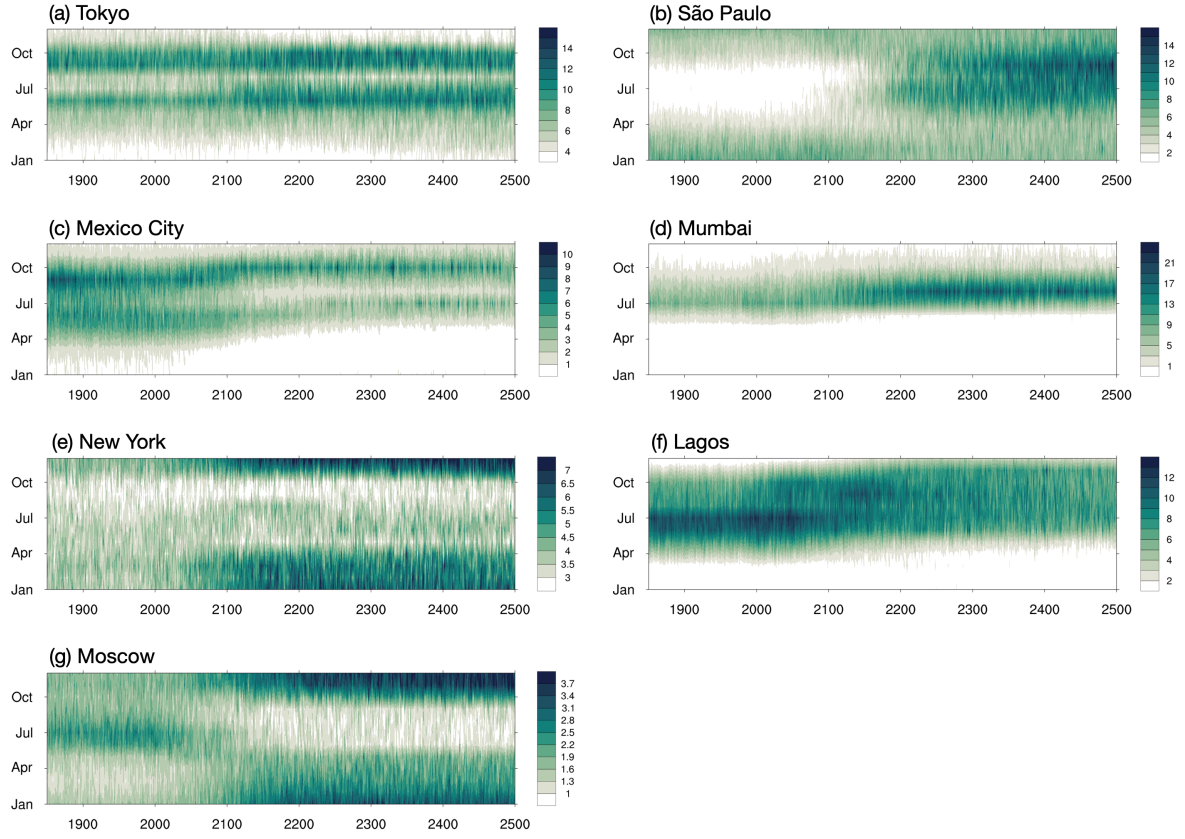 (a) Tokyo
Oct
Jul
Apr
Jan
1900 2000 2100 2200 2300 2400 2500
14
12
10
8
6
4
(b) São Paulo
Oct
Jul
Apr
Jan
1900 2000 2100 2200 2300 2400 2500
14
12
10
8
6
4
2
(c) Mexico City
Oct
Jul
Apr
Jan
1900 2000 2100 2200 2300 2400 2500
10
9
8
7
6
5
4
3
2
1
(d) Mumbai
Oct
Jul
Apr
Jan
1900 2000 2100 2200 2300 2400 2500
21
17
13
9
5
1
(e) New York
Oct
Jul
Apr
Jan
1900 2000 2100 2200 2300 2400 2500
7
6.5
6
5.5
5
4.5
4
3.5
3
(f) Lagos
Oct
Jul
Apr
Jan
1900 2000 2100 2200 2300 2400 2500
12
10
8
6
4
2
(g) Moscow
Oct
Jul
Apr
Jan
1900 2000 2100 2200 2300 2400 2500
3.7
3.4
3.1
2.8
2.5
2.2
1.9
1.6
1.3
1